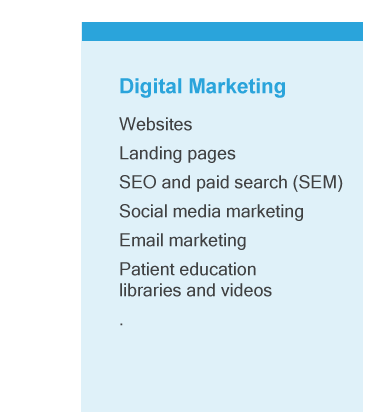 Digital Marketing
Websites
Landing pages
SEO and paid search (SEM)
Social media marketing
Email marketing
Patient education
libraries and videos
.